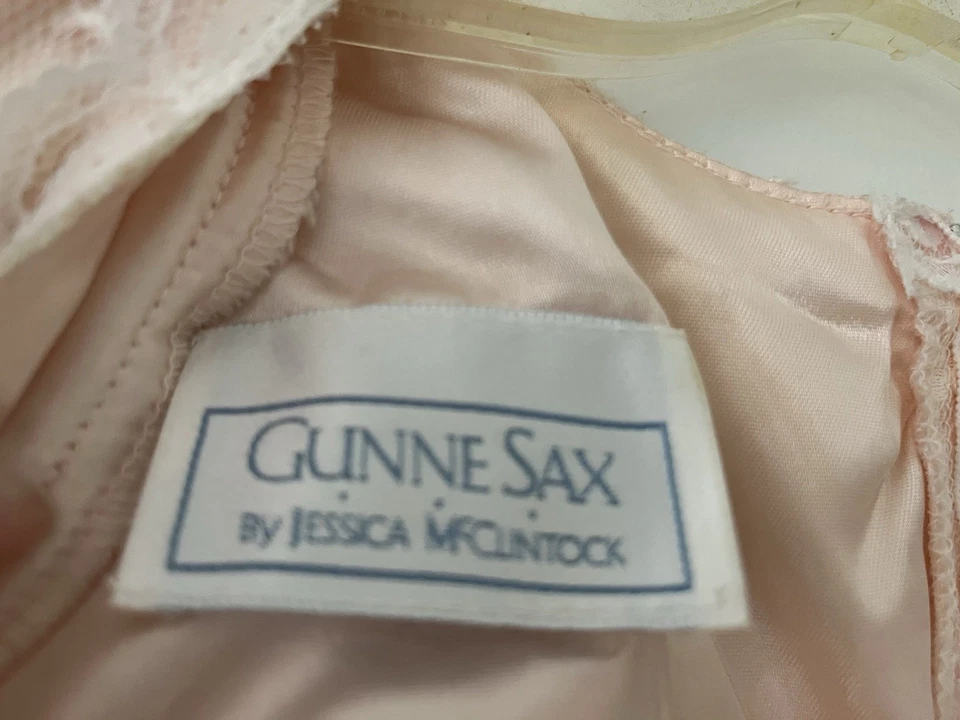 GUNNE SAX
BY JESSICA MCCLINTOCK